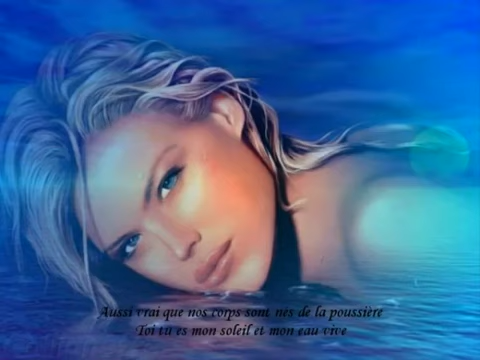 Aussi vrai que nos corps sont nés de la poussière
Toi tu es mon soleil et mon eau vive